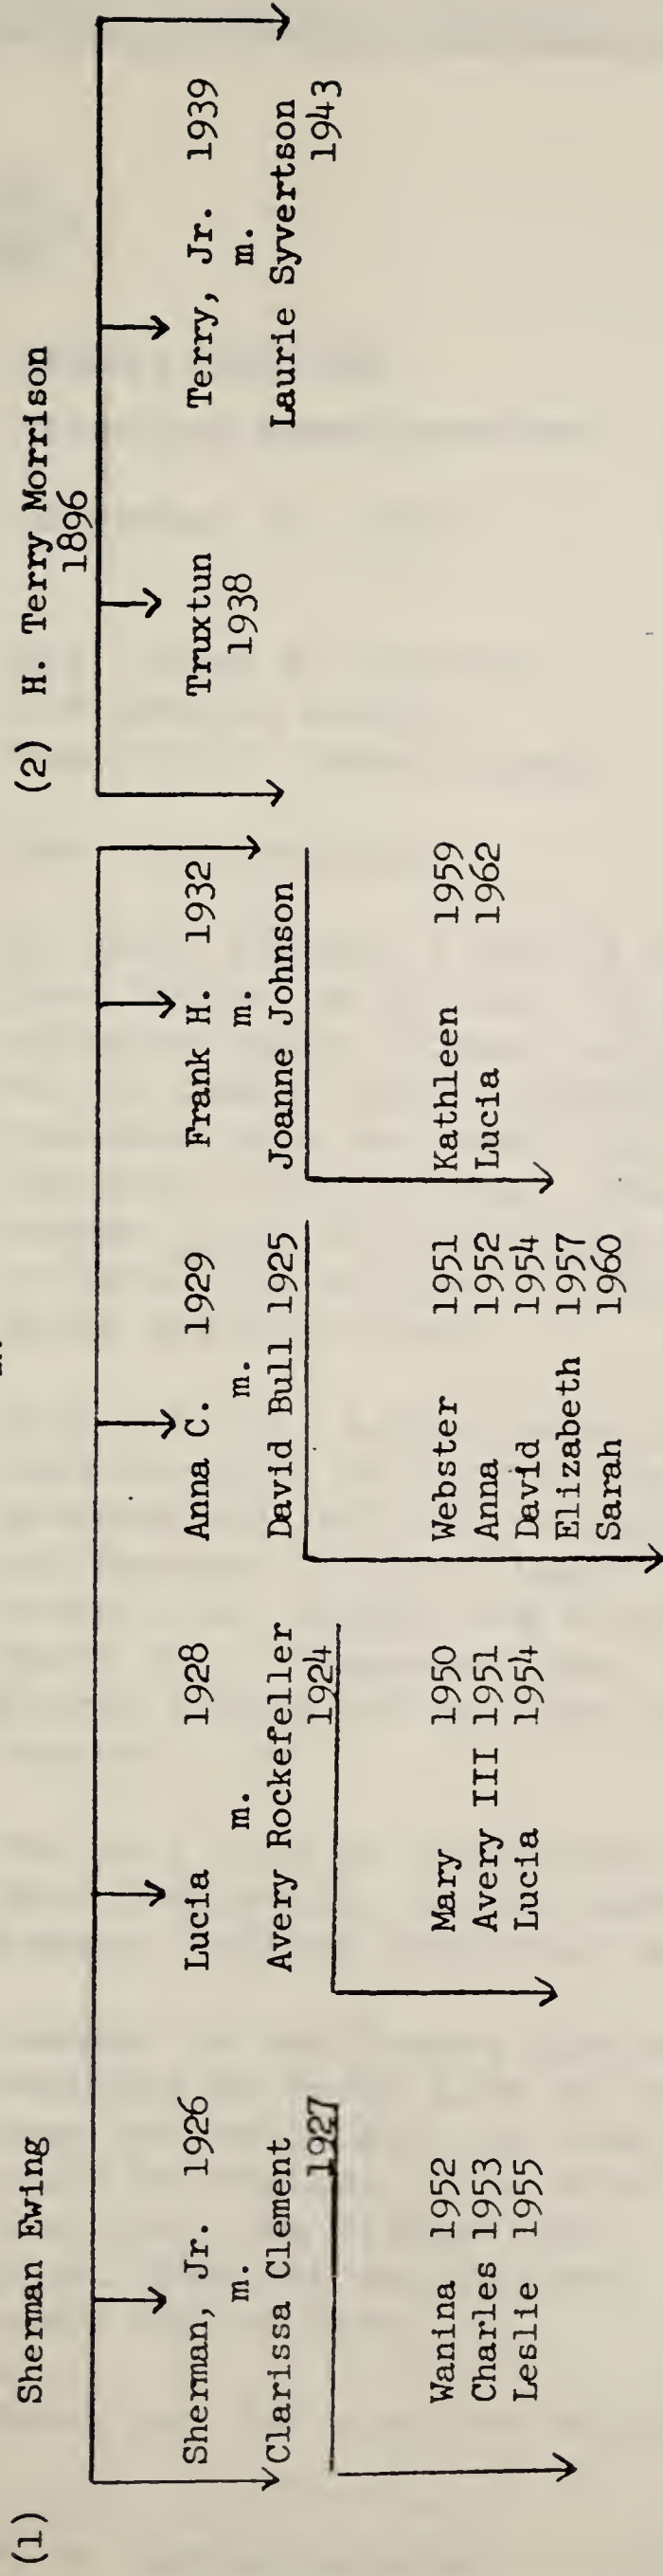 (1) Sherman Ewing
Sherman, Jr. 1926
m.
Clarissa Clement
1927
Wanina 1952
Charles 1953
Leslie 1955
Lucia 1928
m.
Avery Rockefeller
1924
Mary 1950
Avery III 1951
Lucia 1954
Anna C. 1929
m.
David Bull 1925
Webster 1951
Anna 1952
David 1954
Elizabeth 1957
Sarah 1960
Frank H. 1932
m.
Joanne Johnson
Kathleen 1959
Lucia 1962
(2) H. Terry Morrison
1896
Truxtun
1938
Terry, Jr. 1939
m.
Laurie Syvertson
1943